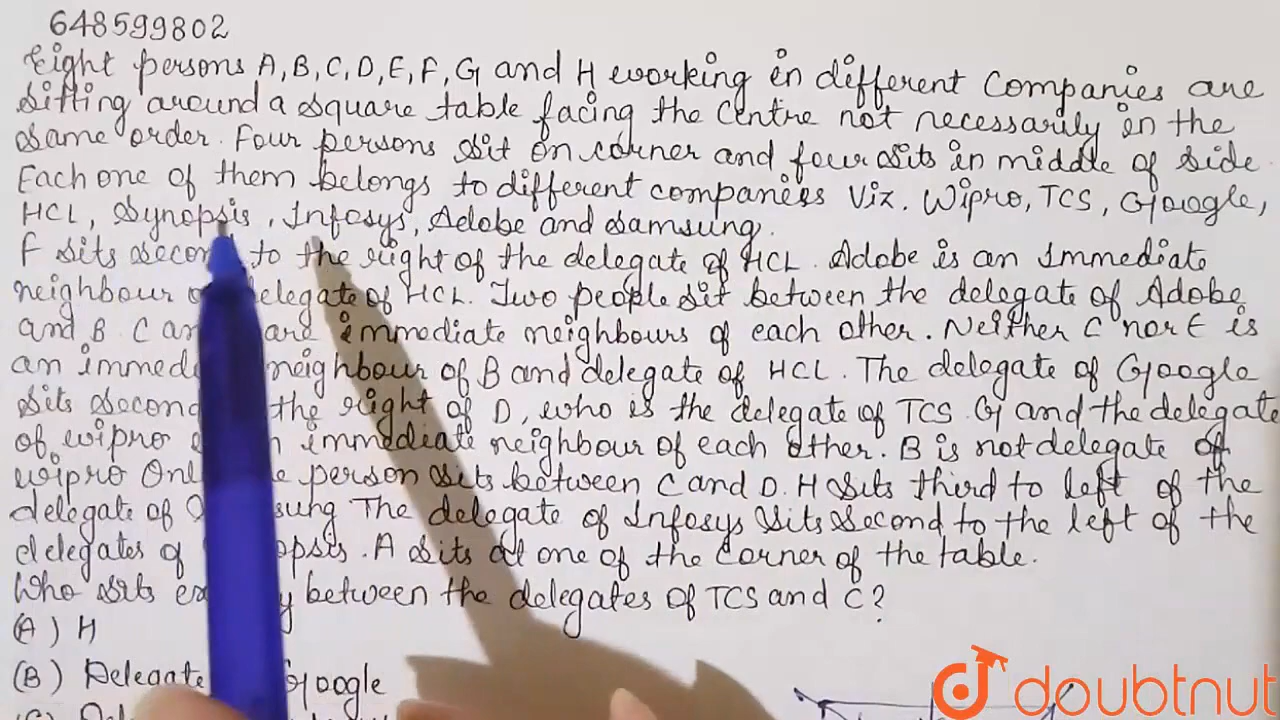 648599802
Eight persons A, B, C, D, E, F, G and H working in different Companies are
sitting around a square table facing the centre not necessarily in the
same order. Four persons sit on corner and four sits in middle of side.
Each one of them belongs to different companies Viz. Wipro, TCS, Google,
HCL, Synopsis, Infosys, Adobe and Samsung.
F sits second to the right of the delegate of HCL. Adobe is an immediate
neighbour delegate of HCL. Two people sit between the delegate of Adobe
and B. C are immediate neighbours of each other. Neither C nor E is
an neighbour of B and delegate of HCL. The delegate of Google
sits second the right of D, who is the delegate of TCS. G and the delegate
of wipro immediate neighbour of each other. B is not delegate of
wipro person sits between C and D. H sits third to left of the
delegate of The delegate of Infosys sits second to the left of the
delegates of . A sits at one of the corner of the table.
Who sits between the delegates of TCS and C?
(A) H
(B) Delegate Google
doubtnut